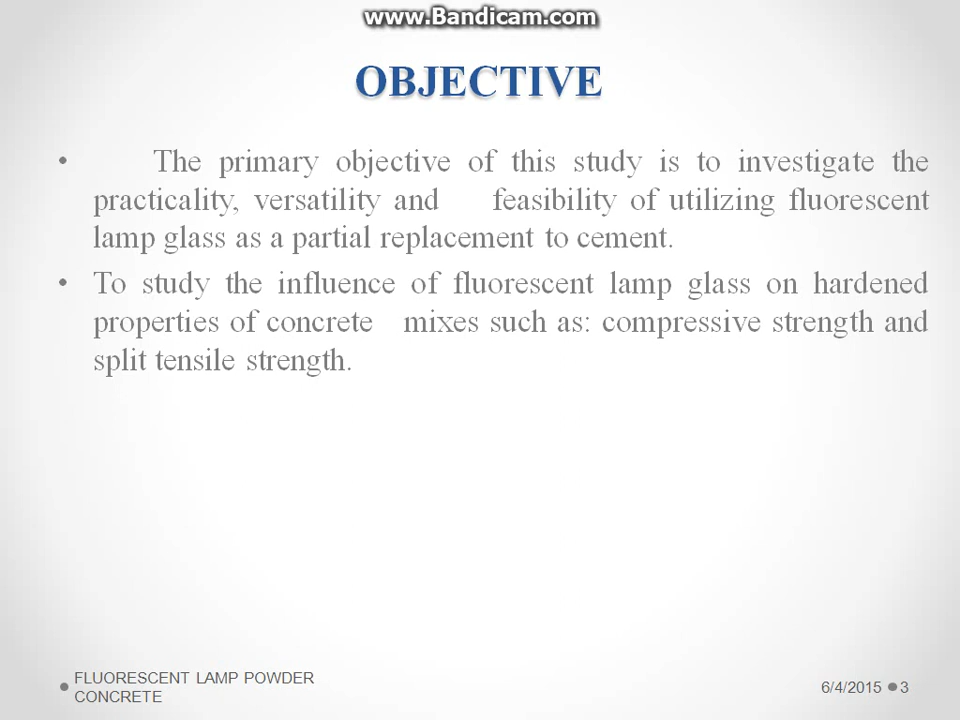 www.Bandicam.com
OBJECTIVE
• The primary objective of this study is to investigate the
practicality, versatility and feasibility of utilizing fluorescent
lamp glass as a partial replacement to cement.
• To study the influence of fluorescent lamp glass on hardened
properties of concrete mixes such as: compressive strength and
split tensile strength.
FLUORESCENT LAMP POWDER
CONCRETE
6/4/2015 3